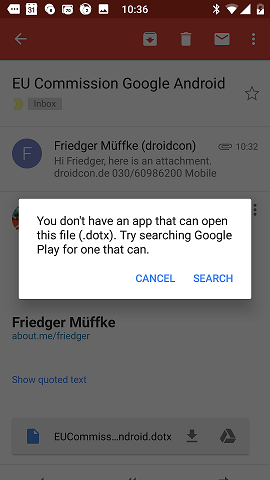 31
10:36
EU Commission Google Android
Inbox
F
Friedger Müffke (droidcon)
10:32
Hi Friedger, here is an attachment.
droidcon.de 030/60986200 Mobile
You don't have an app that can open
this file (.dotx). Try searching Google
Play for one that can.
CANCEL
SEARCH
Friedger Müffke
about.me/friedger
Show quoted text
EUCommiss…ndroid.dotx